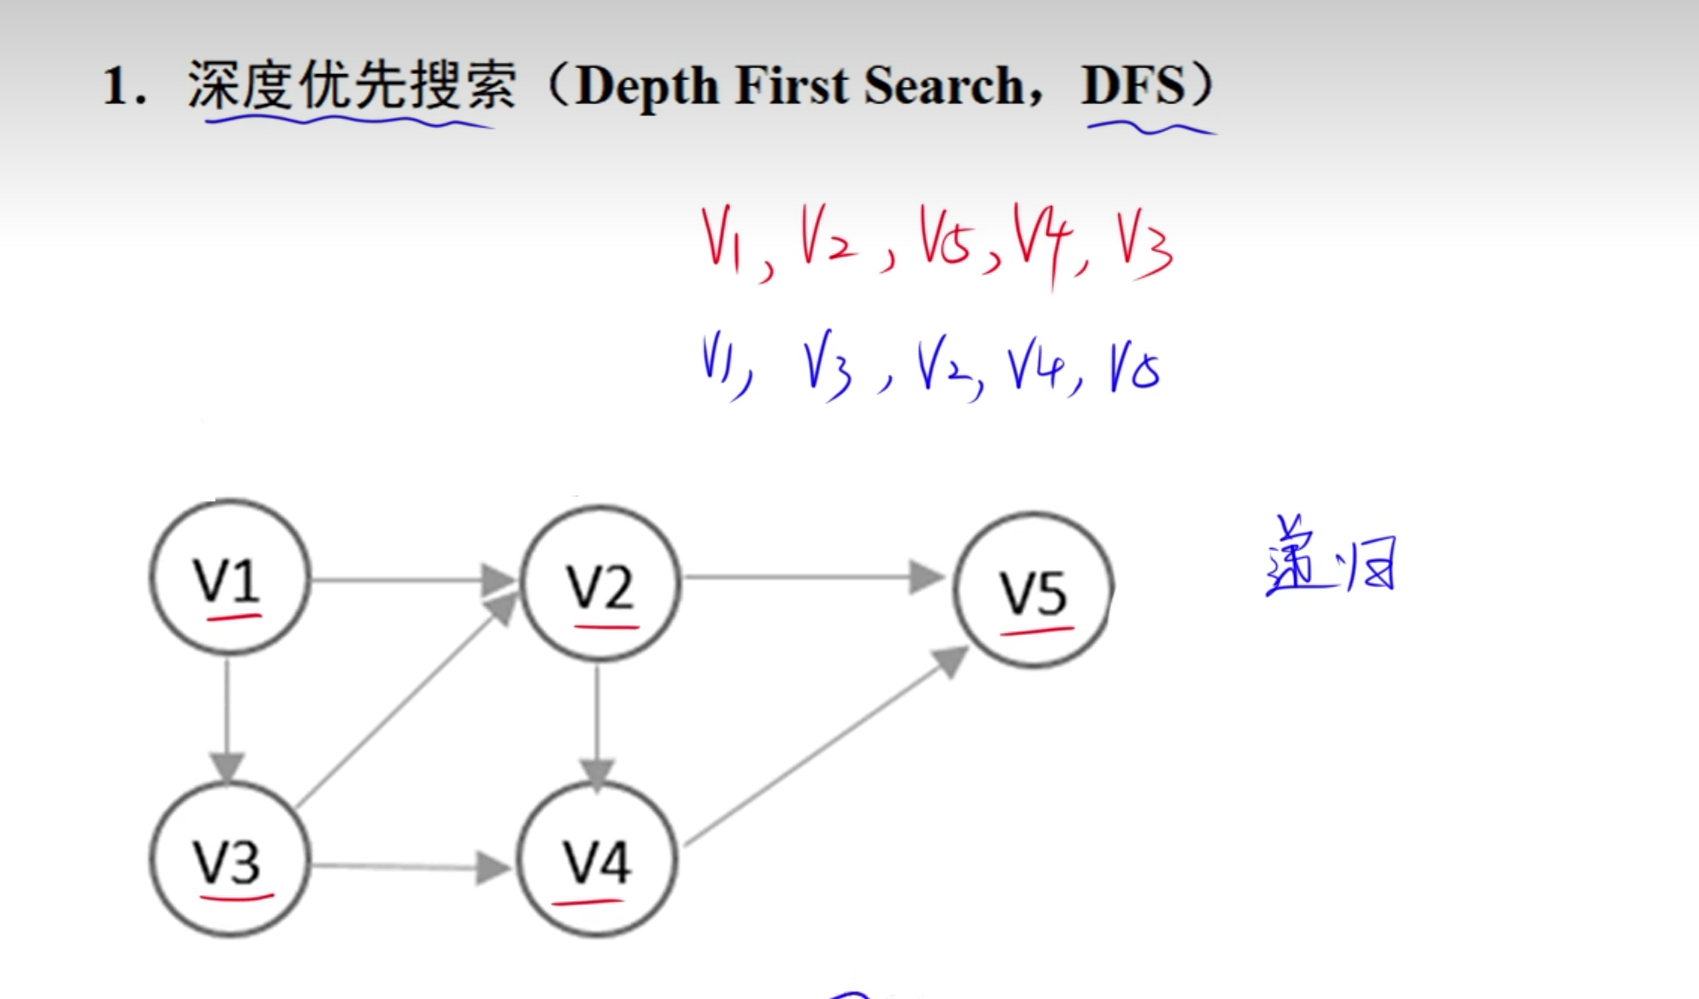 1. 深度优先搜索（Depth First Search，DFS）
V1, V2, V5, V4, V3
V1, V3, V2, V4, V5
V1 V2 V5
递归
V3 V4